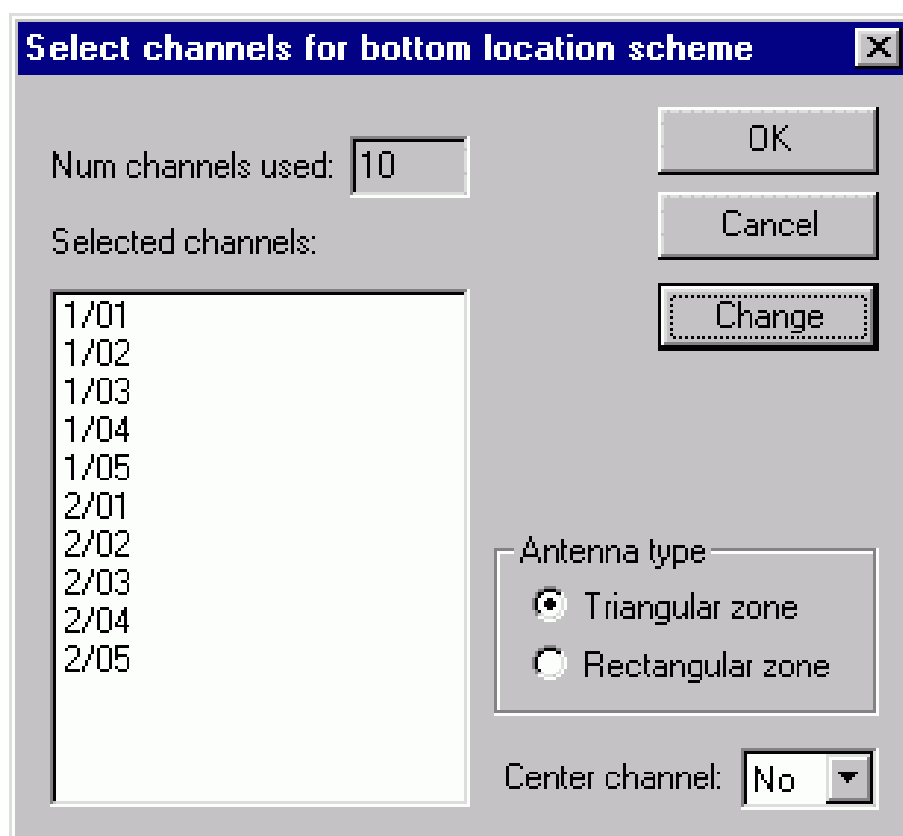 Select channels for bottom location scheme
Num channels used: 10
OK
Cancel
Change
Selected channels:
1/01
1/02
1/03
1/04
1/05
2/01
2/02
2/03
2/04
2/05
Antenna type
Triangular zone
Rectangular zone
Center channel: No